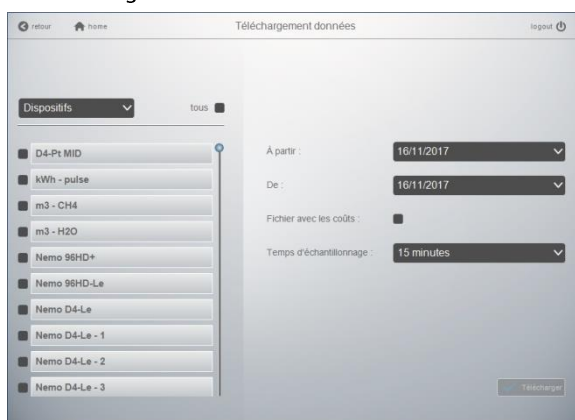 retour home Téléchargement données logout
Dispositifs tous
D4-Pt MID
kWh - pulse
m3 - CH4
m3 - H2O
Nemo 96HD+
Nemo 96HD-Le
Nemo D4-Le
Nemo D4-Le - 1
Nemo D4-Le - 2
Nemo D4-Le - 3
À partir : 16/11/2017
De : 16/11/2017
Fichier avec les coûts :
Temps d'échantillonnage : 15 minutes
Télécharger